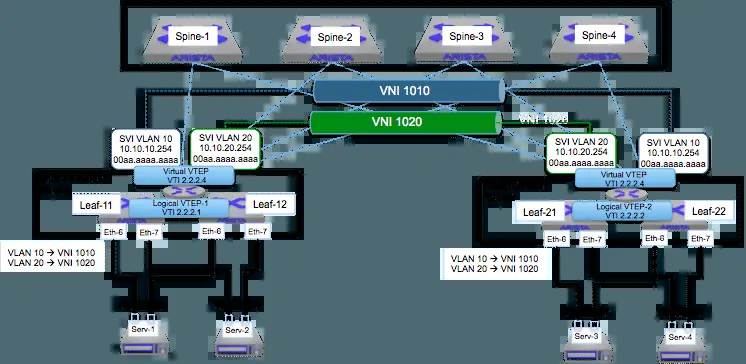 Spine-1
Spine-2
Spine-3
Spine-4
ARISTA
ARISTA
ARISTA
ARISTA
VNI 1010
VNI 1020
VNI 1020
SVI VLAN 10
10.10.10.254
00aa.aaaa.aaaa
SVI VLAN 20
10.10.20.254
00aa.aaaa.aaaa
SVI VLAN 20
10.10.20.254
00aa.aaaa.aaaa
SVI VLAN 10
10.10.10.254
00aa.aaaa.aaaa
Virtual VTEP
VTI 2.2.2.4
Virtual VTEP
VTI 2.2.2.4
Leaf-11
Logical VTEP-1
VTI 2.2.2.1
Leaf-12
Leaf-21
Logical VTEP-2
VTI 2.2.2.2
Leaf-22
Eth-6
Eth-7
Eth-6
Eth-7
Eth-6
Eth-7
Eth-6
Eth-7
VLAN 10 → VNI 1010
VLAN 20 → VNI 1020
VLAN 10 → VNI 1010
VLAN 20 → VNI 1020
Serv-1
Serv-2
Serv-3
Serv-4